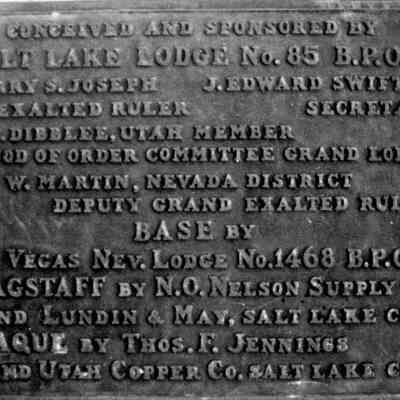 CONCEIVED AND SPONSORED BY
LT LAKE LODGE No. 85 B.P.O
RRY S. JOSEPH J. EDWARD SWIFT
EXALTED RULER SECRETA
. DIBBLEE, UTAH MEMBER
OD OF ORDER COMMITTEE GRAND LO
W. MARTIN, NEVADA DISTRICT
DEPUTY GRAND EXALTED RUL
BASE BY
VEGAS NEV. LODGE No. 1468 B.P.O
AGSTAFF BY N.O. NELSON SUPPLY
ND LUNDIN & MAY, SALT LAKE C
AQUE BY THOS. F. JENNINGS
ND UTAH COPPER CO. SALT LAKE C